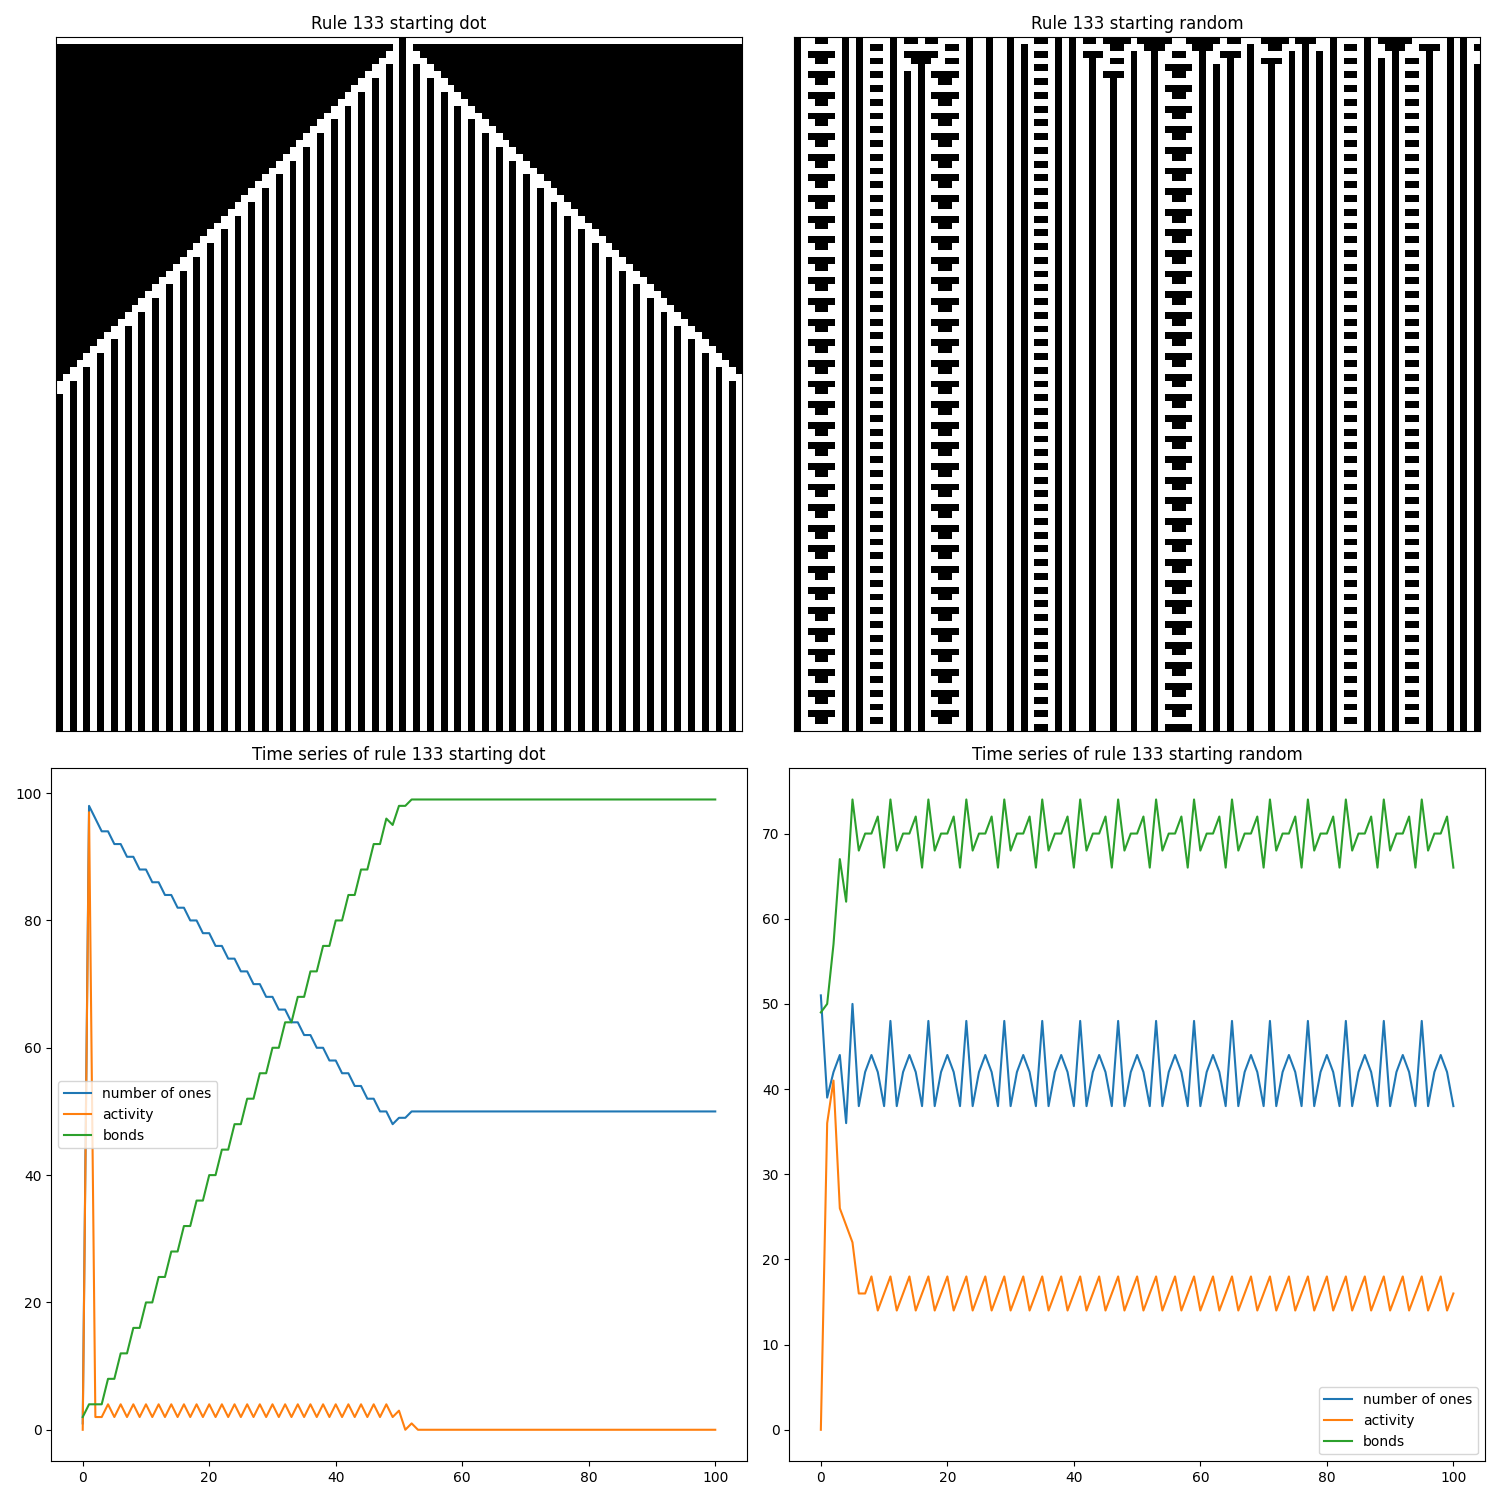 Rule 133 starting dot
Rule 133 starting random
Time series of rule 133 starting dot
100
80
60
40
20
0
0
20
40
60
80
100
number of ones
activity
bonds
Time series of rule 133 starting random
70
60
50
40
30
20
10
0
0
20
40
60
80
100
number of ones
activity
bonds